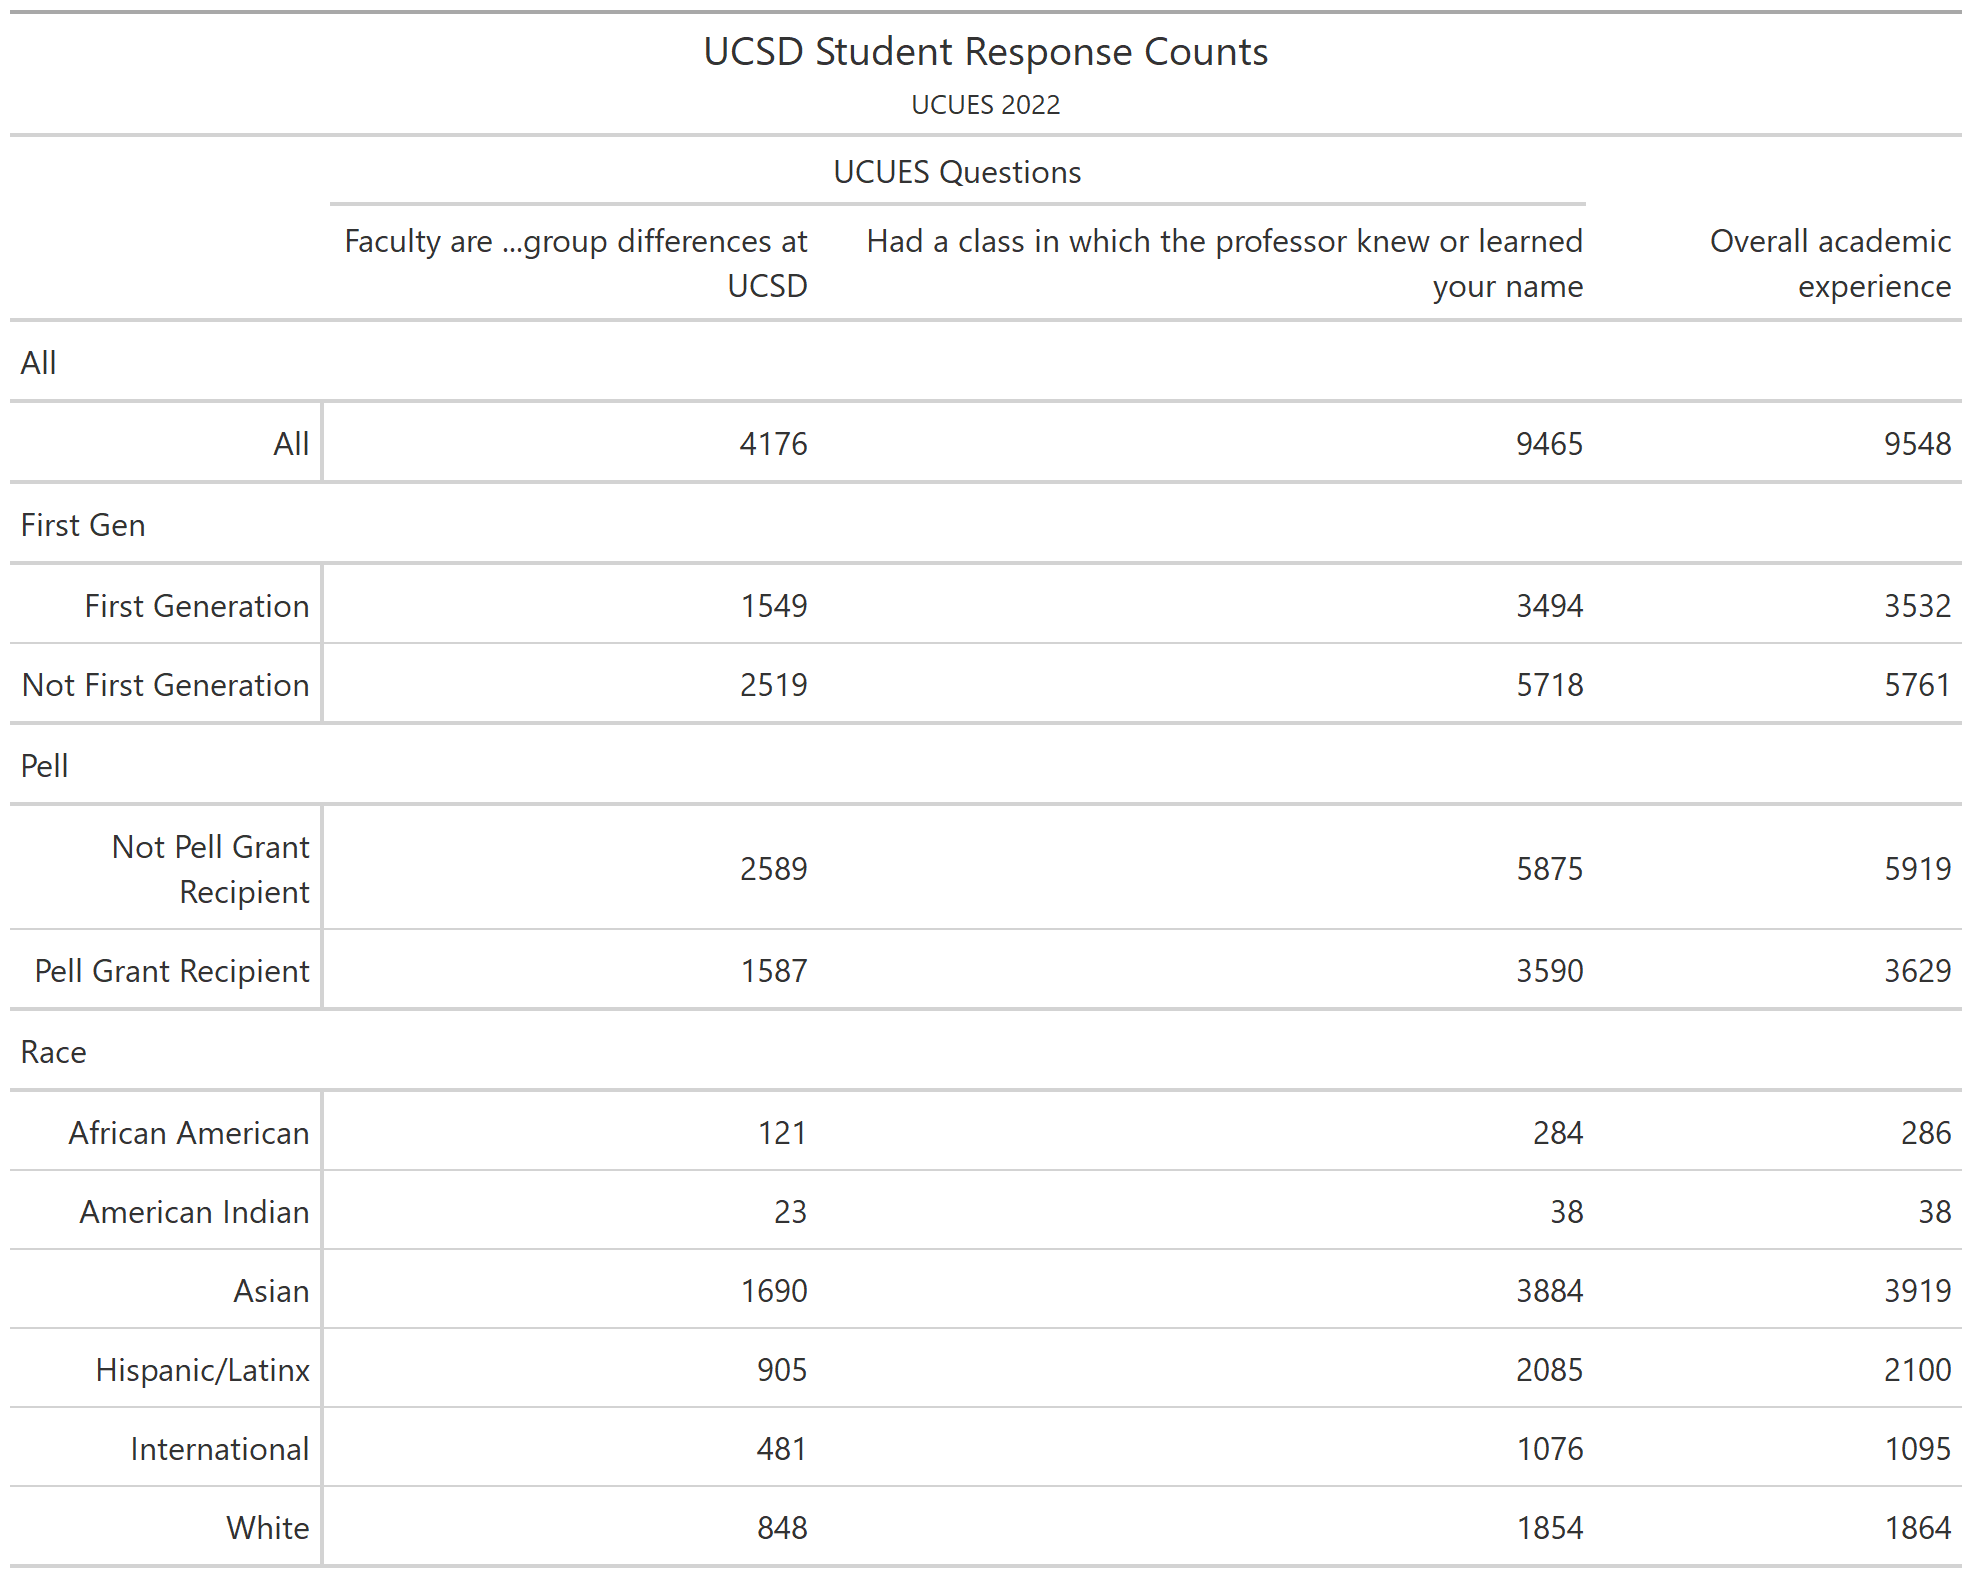 UCSD Student Response Counts
UCUES 2022
UCUES Questions
Faculty are ...group differences at UCSD
Had a class in which the professor knew or learned your name
Overall academic experience
All
All 4176 9465 9548
First Gen
First Generation 1549 3494 3532
Not First Generation 2519 5718 5761
Pell
Not Pell Grant Recipient 2589 5875 5919
Pell Grant Recipient 1587 3590 3629
Race
African American 121 284 286
American Indian 23 38 38
Asian 1690 3884 3919
Hispanic/Latinx 905 2085 2100
International 481 1076 1095
White 848 1854 1864